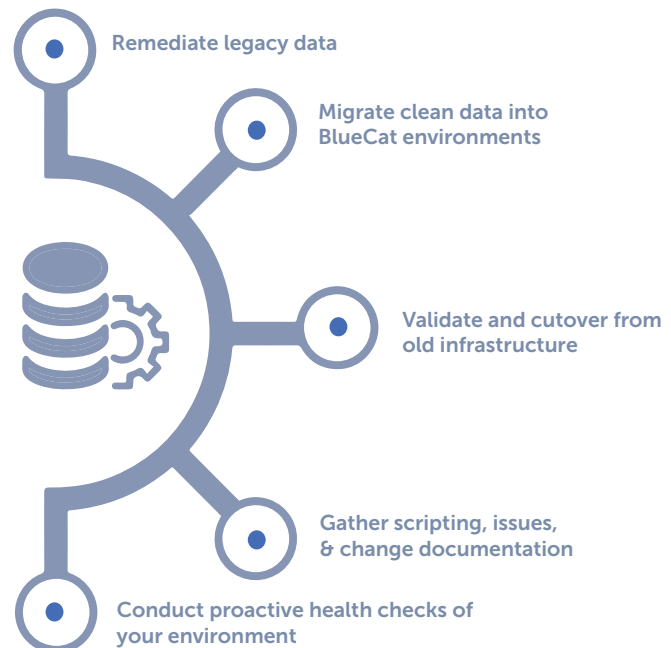 Remediate legacy data
Migrate clean data into
BlueCat environments
Validate and cutover from
old infrastructure
Gather scripting, issues,
& change documentation
Conduct proactive health checks of
your environment